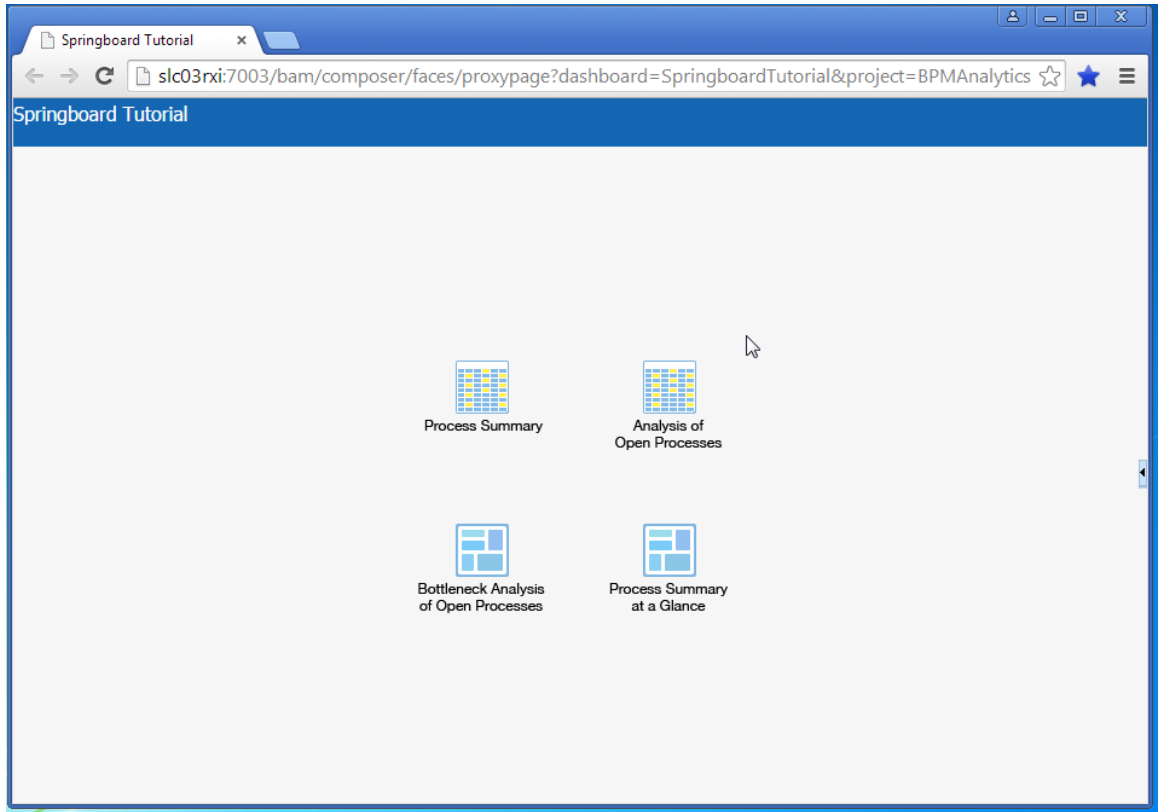 Springboard Tutorial
slc03rxi:7003/bam/composer/faces/proxypage?dashboard=SpringboardTutorial&project=BPMAnalytics
Springboard Tutorial
Process Summary
Analysis of
Open Processes
Bottleneck Analysis
of Open Processes
Process Summary
at a Glance